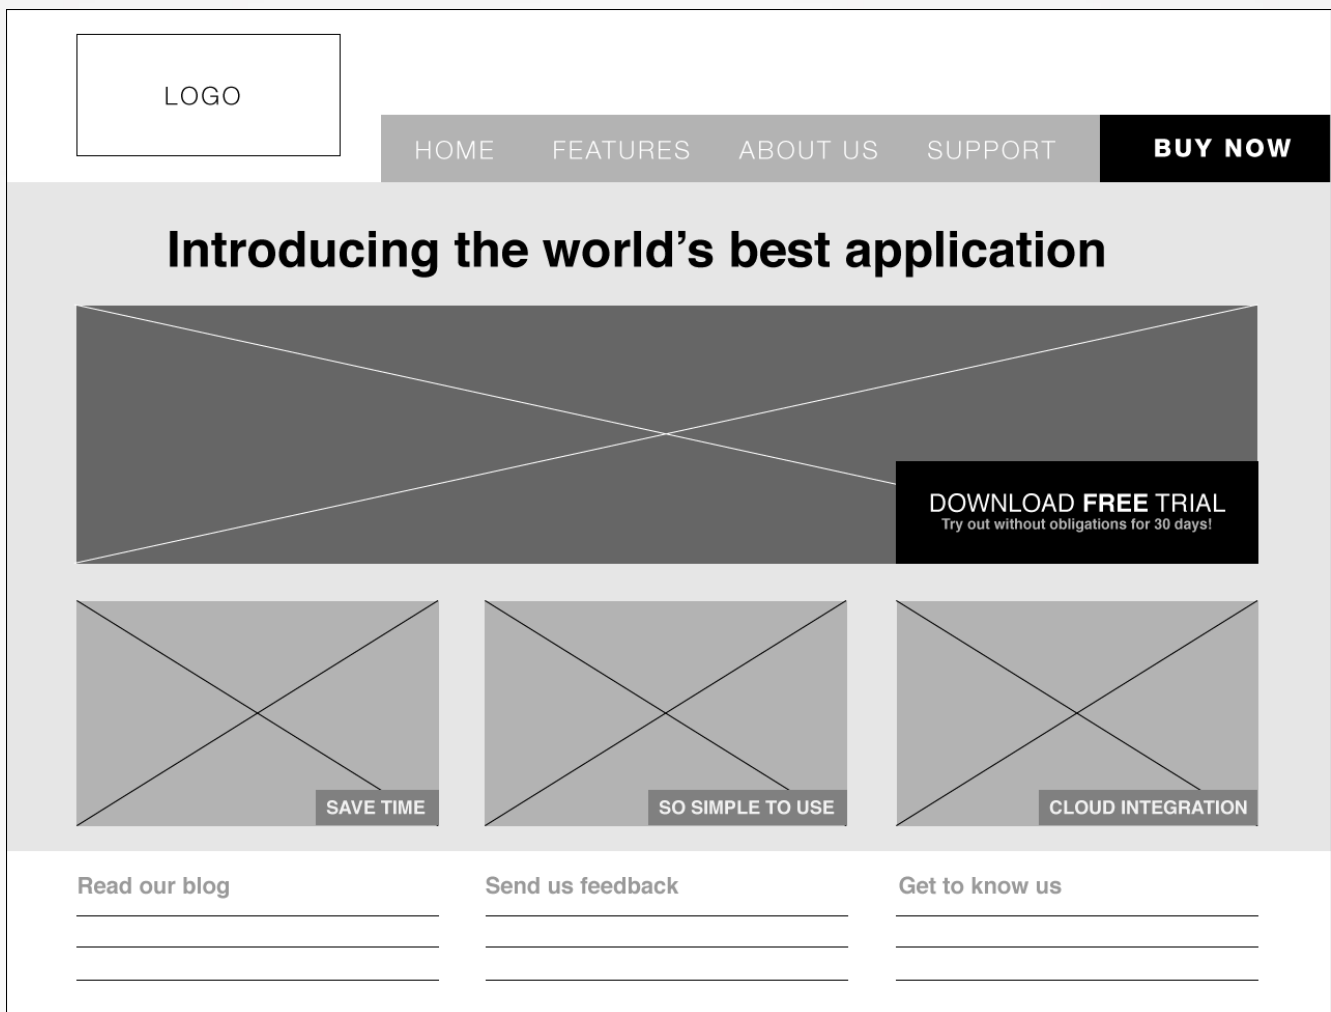 LOGO
HOME FEATURES ABOUT US SUPPORT BUY NOW
Introducing the world’s best application
DOWNLOAD FREE TRIAL
Try out without obligations for 30 days!
SAVE TIME
SO SIMPLE TO USE
CLOUD INTEGRATION
Read our blog
Send us feedback
Get to know us